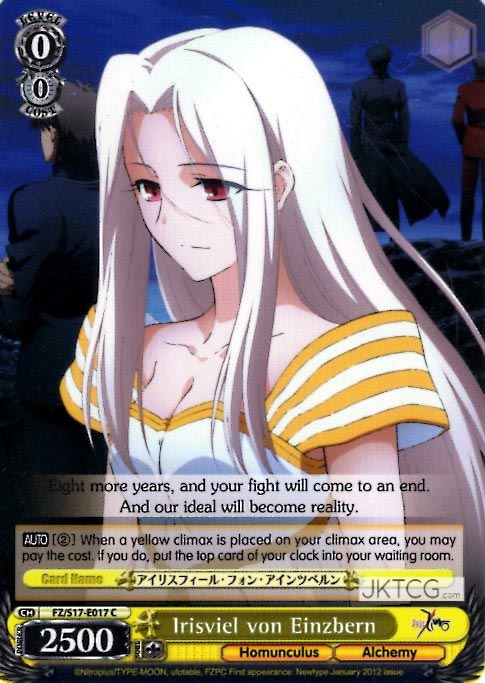 LEVEL
0
0
COST
Eight more years, and your fight will come to an end.
And our ideal will become reality.
AUTO [②] When a yellow climax is placed on your climax area, you may
pay the cost. If you do, put the top card of your clock into your waiting room.
Card Name アイリスフィール・フォン・アインツベルン
JKTCG.com
CH FZ/S17-E017 C
POWER 2500 SOUL Irisviel von Einzbern
Homunculus Alchemy
©Nitroplus/TYPE-MOON, ufotable, FZPC First appearance: Newtype January 2012 issue